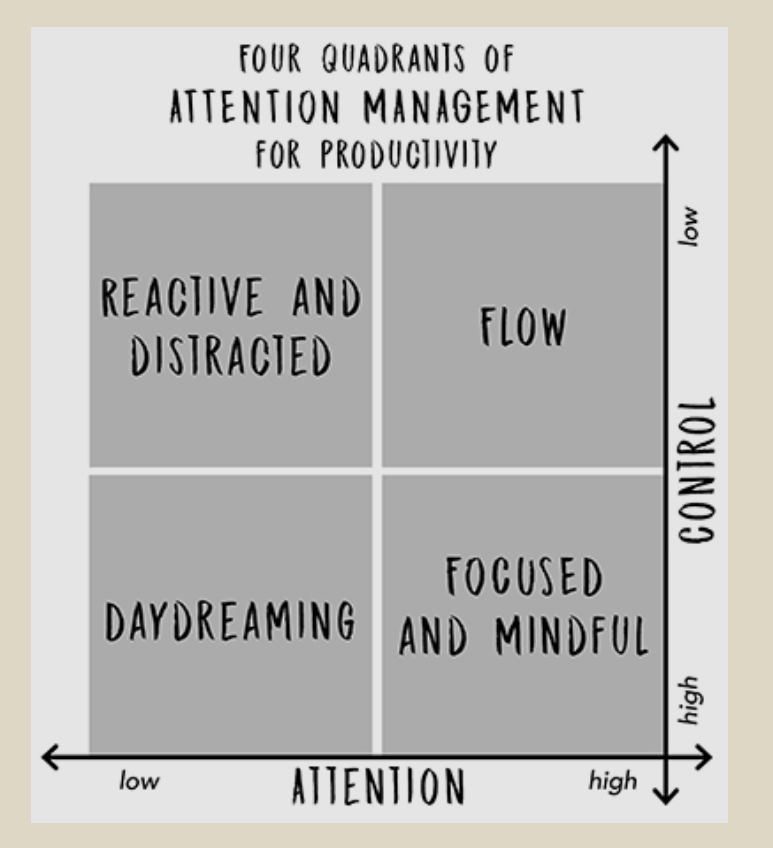 FOUR QUADRANTS OF
ATTENTION MANAGEMENT
FOR PRODUCTIVITY
low
REACTIVE AND
DISTRACTED
FLOW
CONTROL
DAYDREAMING
FOCUSED
AND MINDFUL
high
low
ATTENTION
high